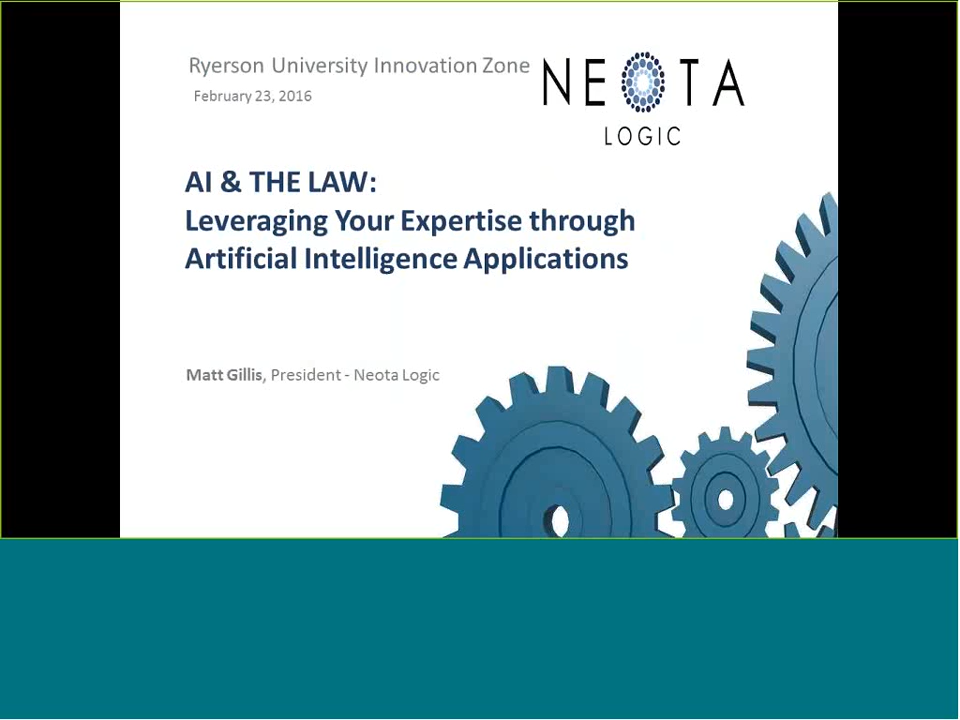 Ryerson University Innovation Zone
February 23, 2016
NEOTA
LOGIC
AI & THE LAW:
Leveraging Your Expertise through
Artificial Intelligence Applications
Matt Gillis, President - Neota Logic